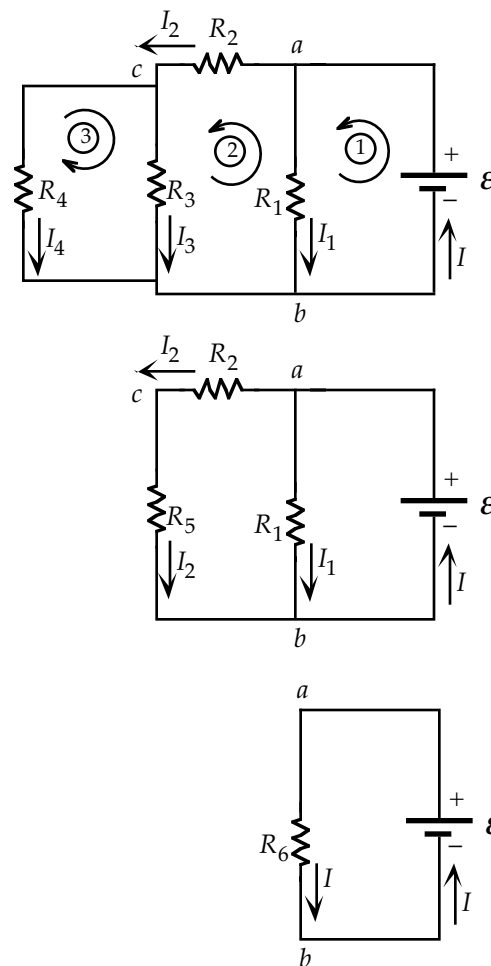 I₂ R₂ a
c
③ ② ① +
R₄ R₃ R₁ − ε
I₄ I₃ I₁ I
b
I₂ R₂ a
c
+
R₅ R₁ − ε
I₂ I₁ I
b
a
+
R₆ − ε
I I
b